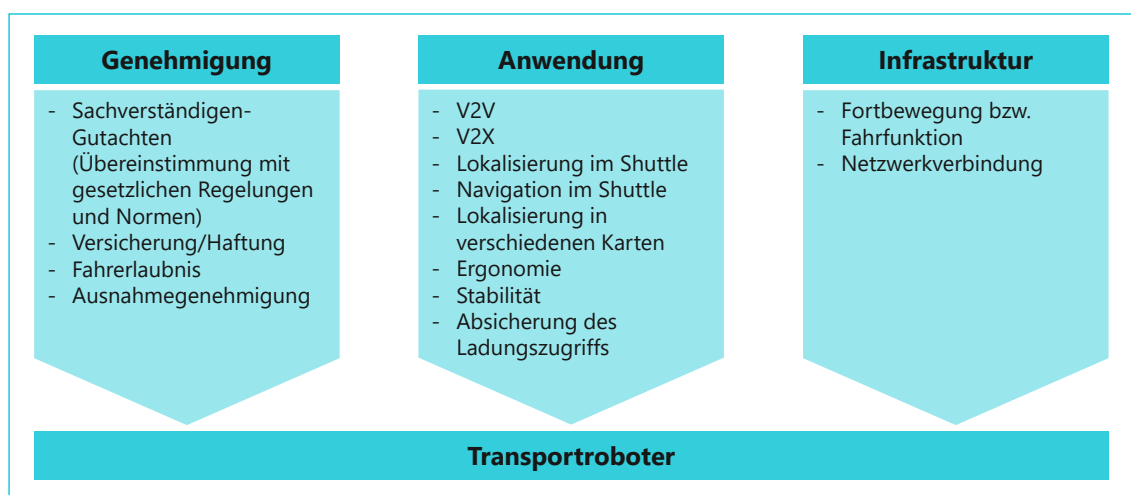 Genehmigung
- Sachverständigen-
Gutachten
(Übereinstimmung mit
gesetzlichen Regelungen
und Normen)
- Versicherung/Haftung
- Fahrerlaubnis
- Ausnahmegenehmigung
Anwendung
- V2V
- V2X
- Lokalisierung im Shuttle
- Navigation im Shuttle
- Lokalisierung in
verschiedenen Karten
- Ergonomie
- Stabilität
- Absicherung des
Ladungszugriffs
Infrastruktur
- Fortbewegung bzw.
Fahrfunktion
- Netzwerkverbindung
Transportroboter